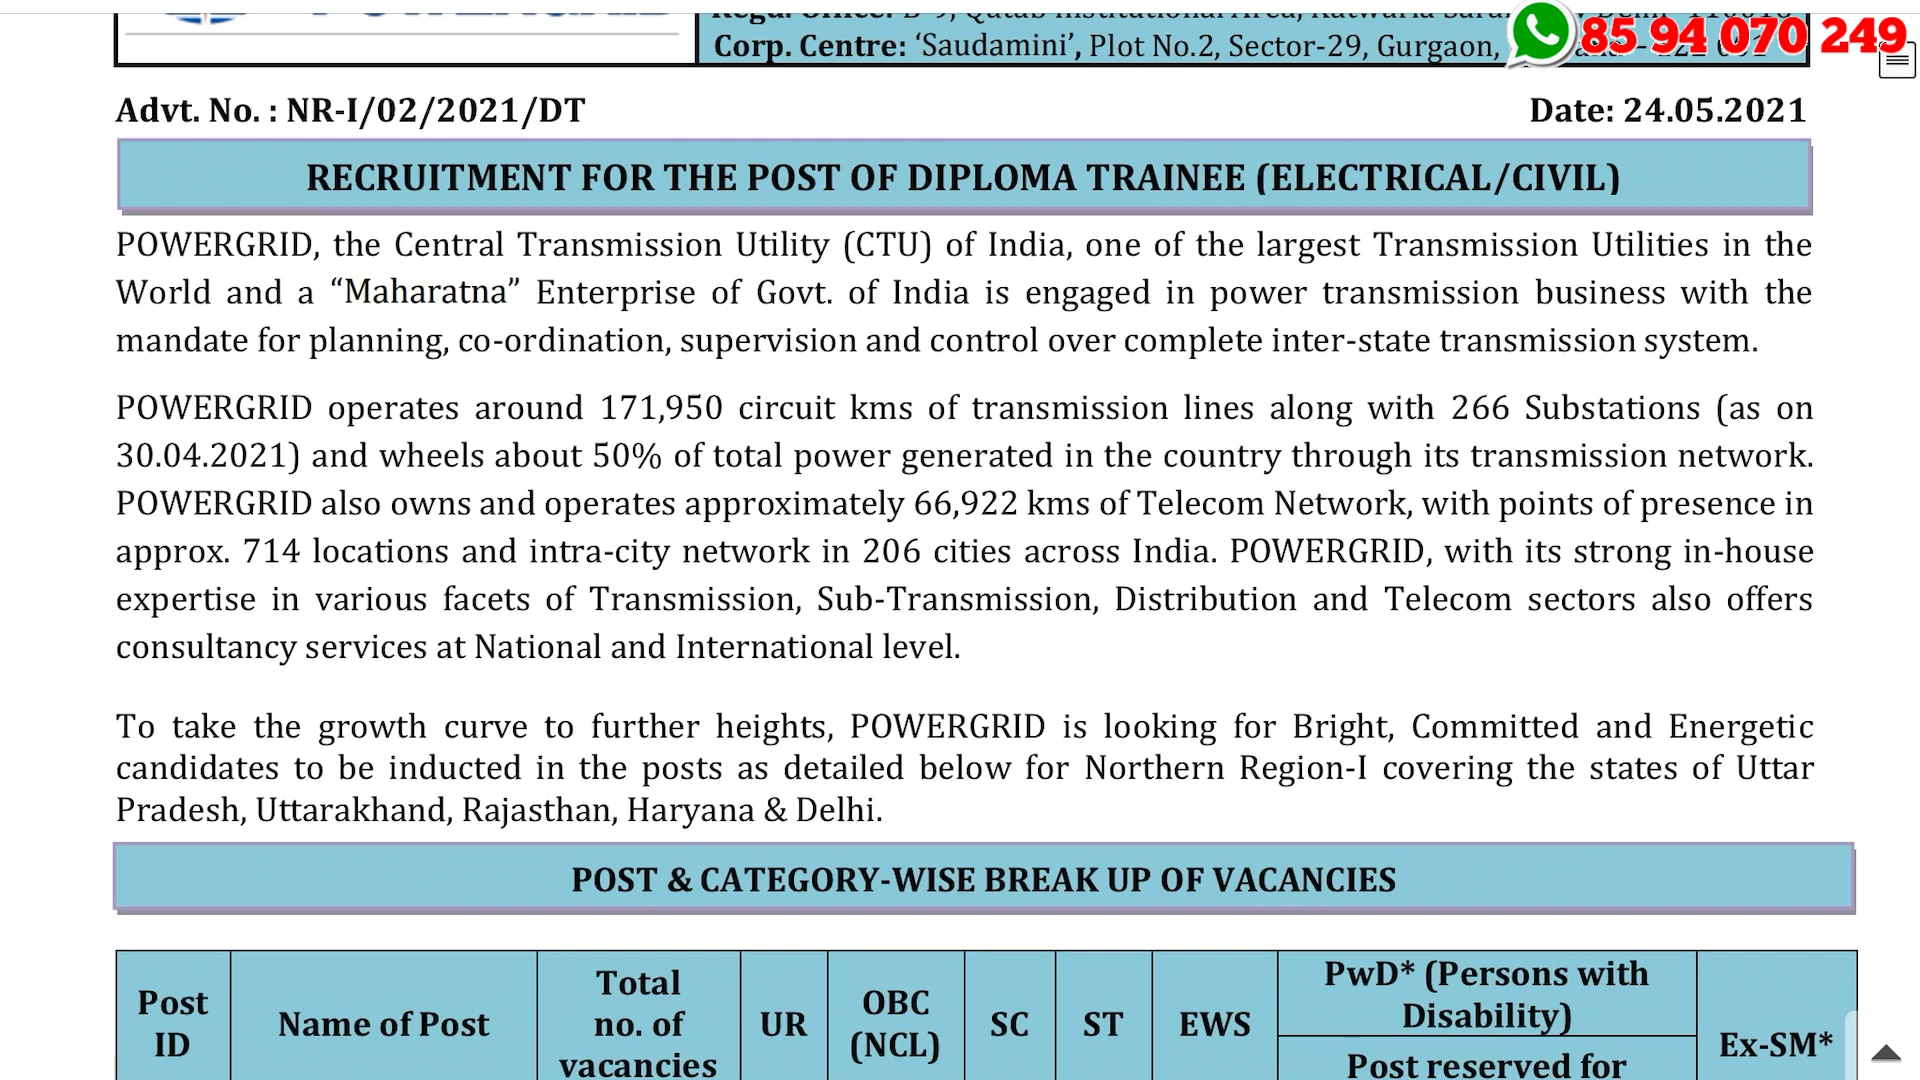 Corp. Centre: ‘Saudamini’, Plot No.2, Sector-29, Gurgaon,
85 94 070 249
Advt. No. : NR-I/02/2021/DT
Date: 24.05.2021
RECRUITMENT FOR THE POST OF DIPLOMA TRAINEE (ELECTRICAL/CIVIL)
POWERGRID, the Central Transmission Utility (CTU) of India, one of the largest Transmission Utilities in the
World and a “Maharatna” Enterprise of Govt. of India is engaged in power transmission business with the
mandate for planning, co-ordination, supervision and control over complete inter-state transmission system.
POWERGRID operates around 171,950 circuit kms of transmission lines along with 266 Substations (as on
30.04.2021) and wheels about 50% of total power generated in the country through its transmission network.
POWERGRID also owns and operates approximately 66,922 kms of Telecom Network, with points of presence in
approx. 714 locations and intra-city network in 206 cities across India. POWERGRID, with its strong in-house
expertise in various facets of Transmission, Sub-Transmission, Distribution and Telecom sectors also offers
consultancy services at National and International level.
To take the growth curve to further heights, POWERGRID is looking for Bright, Committed and Energetic
candidates to be inducted in the posts as detailed below for Northern Region-I covering the states of Uttar
Pradesh, Uttarakhand, Rajasthan, Haryana & Delhi.
POST & CATEGORY-WISE BREAK UP OF VACANCIES
Post
ID
Name of Post
Total
no. of
vacancies
UR
OBC
(NCL)
SC
ST
EWS
PwD* (Persons with
Disability)
Post reserved for
Ex-SM*